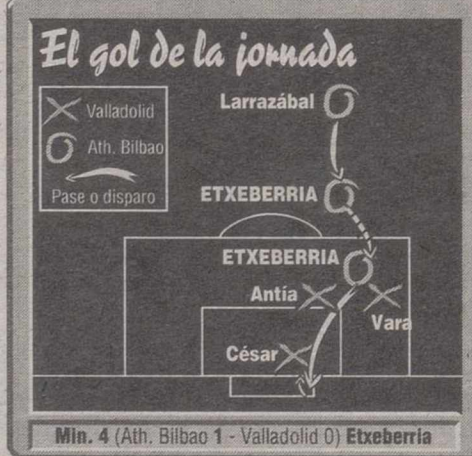 El gol de la jornada
Valladolid
Ath. Bilbao
Pase o disparo
Larrazábal
ETXEBERRIA
ETXEBERRIA
Antía
Vara
César
Min. 4 (Ath. Bilbao 1 - Valladolid 0) Etxeberria